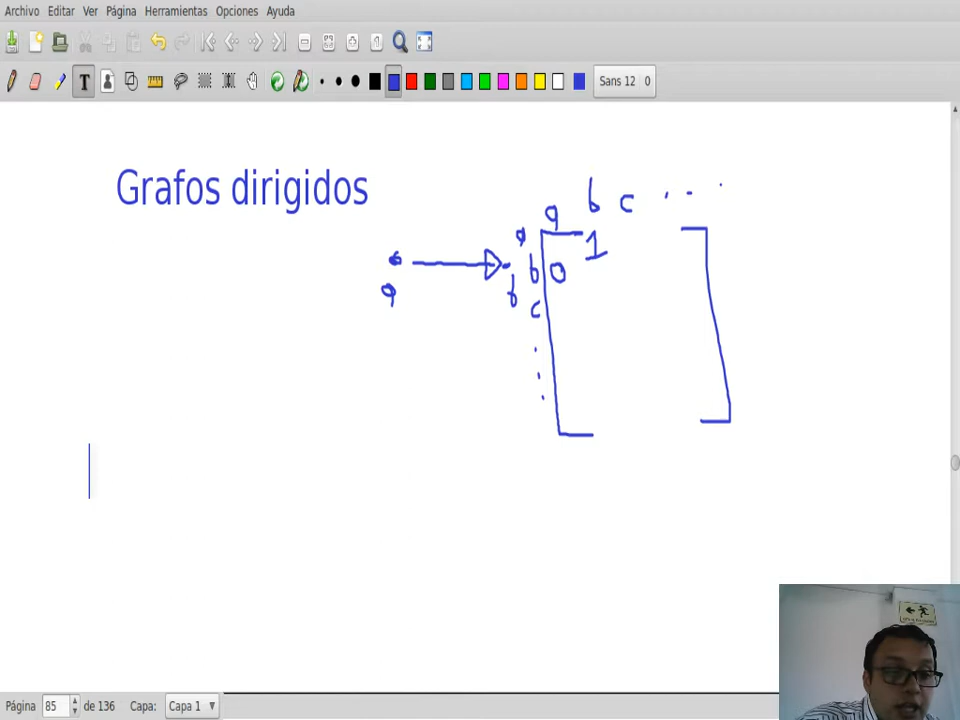 Archivo Editar Ver Página Herramientas Opciones Ayuda
Sans 12 0
Grafos dirigidos
a b c . . .
a 1
b 0
c
.
.
.
a b
Página 85 de 136 Capa: Capa 1